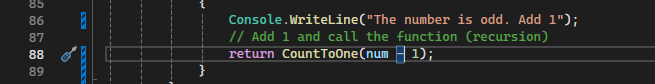 85 {
86 Console.WriteLine("The number is odd. Add 1");
87 // Add 1 and call the function (recursion)
88 return CountToOne(num - 1);
89 }